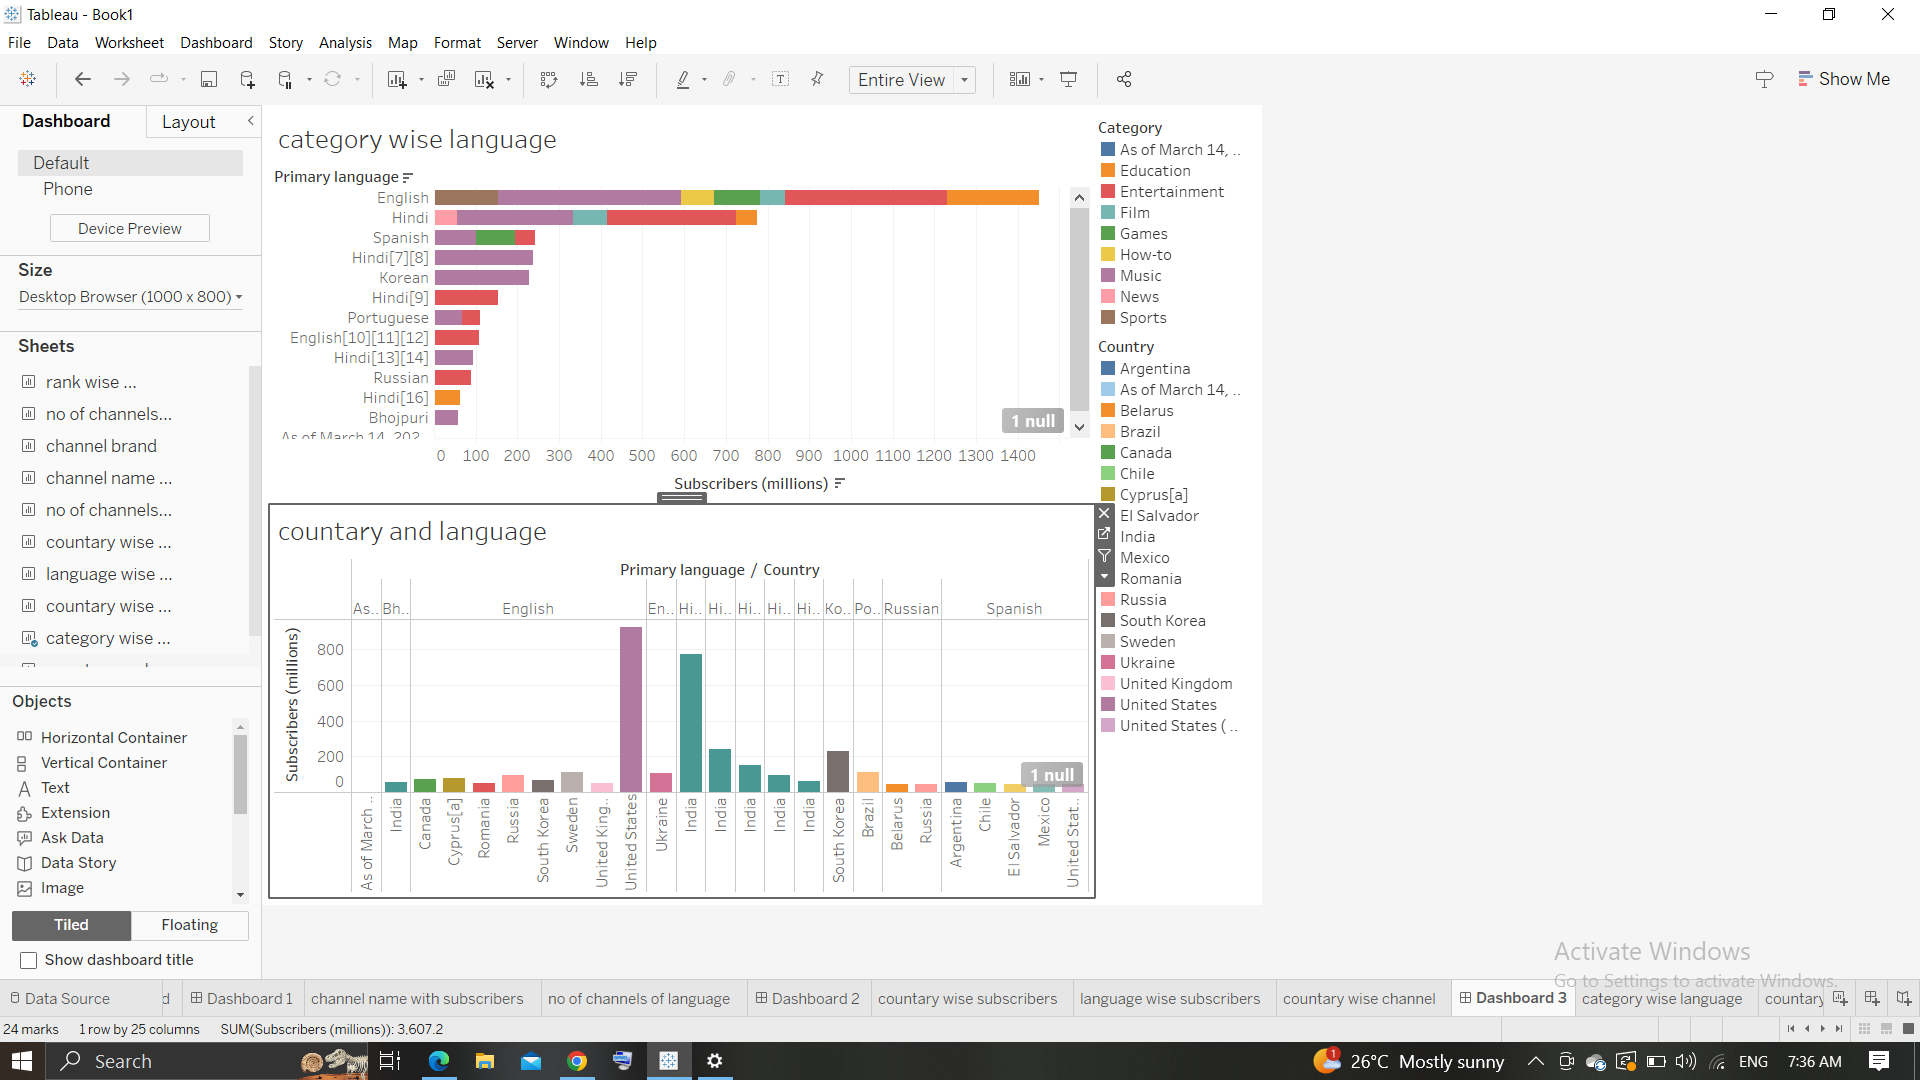 Tableau - Book1
File Data Worksheet Dashboard Story Analysis Map Format Server Window Help
Entire View
Show Me
Dashboard
Layout
Default
Phone
Device Preview
Size
Desktop Browser (1000 x 800)
Sheets
rank wise ...
no of channels...
channel brand
channel name ...
no of channels...
countary wise ...
language wise ...
countary wise ...
category wise ...
Objects
Horizontal Container
Vertical Container
Text
Extension
Ask Data
Data Story
Image
Tiled
Floating
Show dashboard title
category wise language
Primary language
English
Hindi
Spanish
Hindi[7][8]
Korean
Hindi[9]
Portuguese
English[10][11][12]
Hindi[13][14]
Russian
Hindi[16]
Bhojpuri
As of March 14, 202..
1 null
0 100 200 300 400 500 600 700 800 900 1000 1100 1200 1300 1400
Subscribers (millions)
countary and language
Primary language / Country
As.. Bh.. English En.. Hi.. Hi.. Hi.. Hi.. Hi.. Ko.. Po.. Russian Spanish
Subscribers (millions)
800
600
400
200
0
1 null
As of March ..
India
Canada
Cyprus[a]
Romania
Russia
South Korea
Sweden
United King..
United States
Ukraine
India
India
India
India
India
South Korea
Brazil
Belarus
Russia
Argentina
Chile
El Salvador
Mexico
United Stat..
Category
As of March 14, ..
Education
Entertainment
Film
Games
How-to
Music
News
Sports
Country
Argentina
As of March 14, ..
Belarus
Brazil
Canada
Chile
Cyprus[a]
El Salvador
India
Mexico
Romania
Russia
South Korea
Sweden
Ukraine
United Kingdom
United States
United States ( ..
Activate Windows
Go to Settings to activate Windows.
Data Source d Dashboard 1 channel name with subscribers no of channels of language Dashboard 2 countary wise subscribers language wise subscribers countary wise channel Dashboard 3 category wise language countary
24 marks 1 row by 25 columns SUM(Subscribers (millions)): 3,607.2
Search
1
26°C Mostly sunny
ENG
7:36 AM